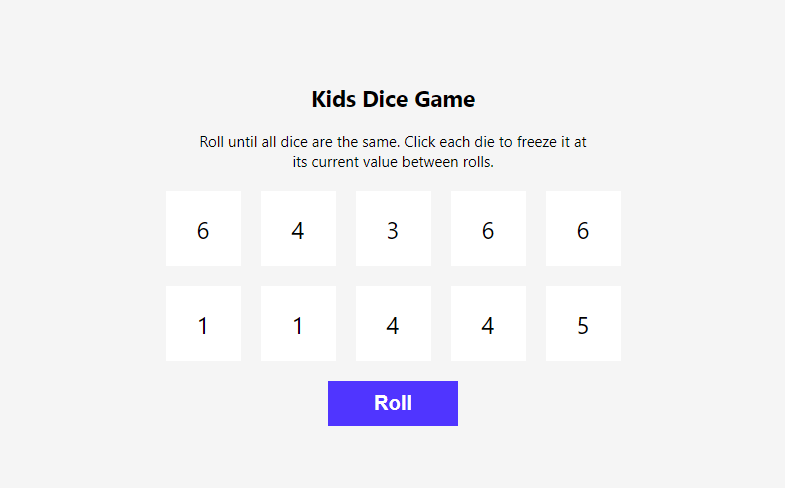 Kids Dice Game
Roll until all dice are the same. Click each die to freeze it at
its current value between rolls.
6 4 3 6 6
1 1 4 4 5
Roll